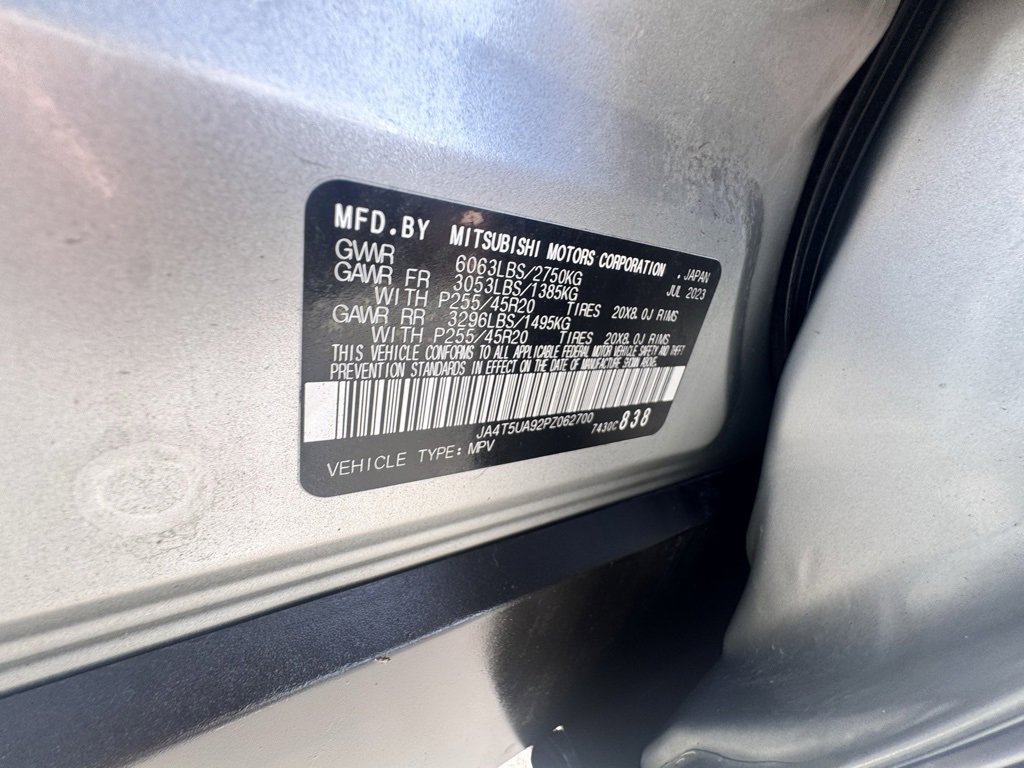 MFD.BY MITSUBISHI MOTORS CORPORATION . JAPAN
GVWR 6063LBS/2750KG JUL 2023
GAWR FR 3053LBS/1385KG
WITH P255/45R20 TIRES 20X8.0J RIMS
GAWR RR 3296LBS/1495KG
WITH P255/45R20 TIRES 20X8.0J RIMS
THIS VEHICLE CONFORMS TO ALL APPLICABLE FEDERAL MOTOR VEHICLE SAFETY AND THEFT
PREVENTION STANDARDS IN EFFECT ON THE DATE OF MANUFACTURE SHOWN ABOVE.
JA4T5UA92PZ062700 7430C 838
VEHICLE TYPE: MPV